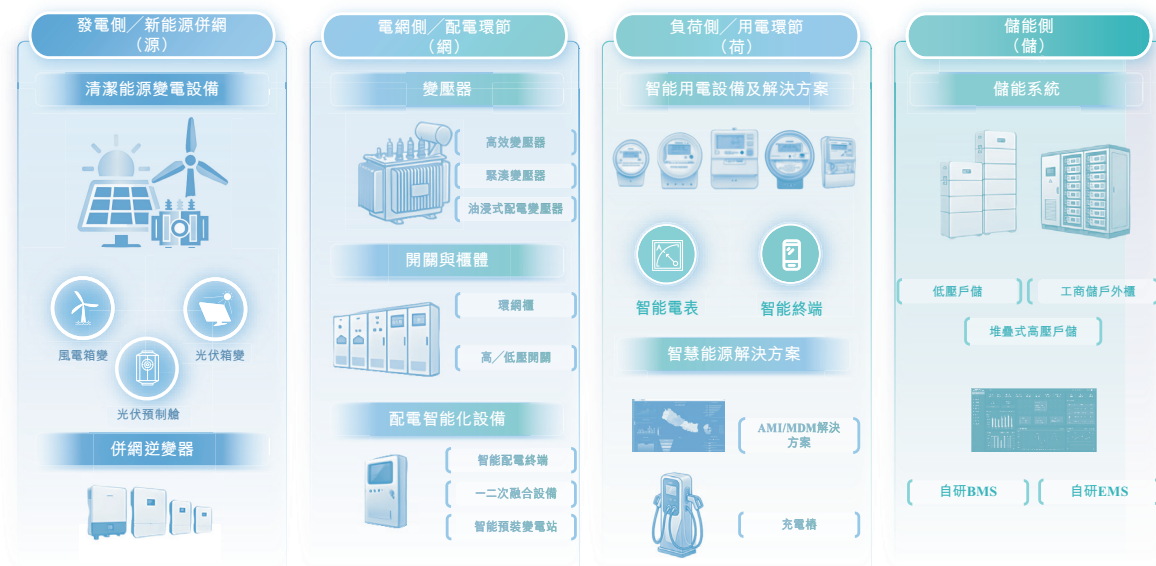 發電側／新能源併網
（源）
清潔能源變電設備
風電箱變
光伏箱變
光伏預制艙
併網逆變器
電網側／配電環節
（網）
變壓器
高效變壓器
緊湊變壓器
油浸式配電變壓器
開關與櫃體
環網櫃
高／低壓開關
配電智能化設備
智能配電終端
一二次融合設備
智能預裝變電站
負荷側／用電環節
（荷）
智能用電設備及解決方案
智能電表
智能終端
智慧能源解決方案
AMI/MDM解決
方案
充電樁
儲能側
（儲）
儲能系統
低壓戶儲
工商儲戶外櫃
堆疊式高壓戶儲
自研BMS
自研EMS